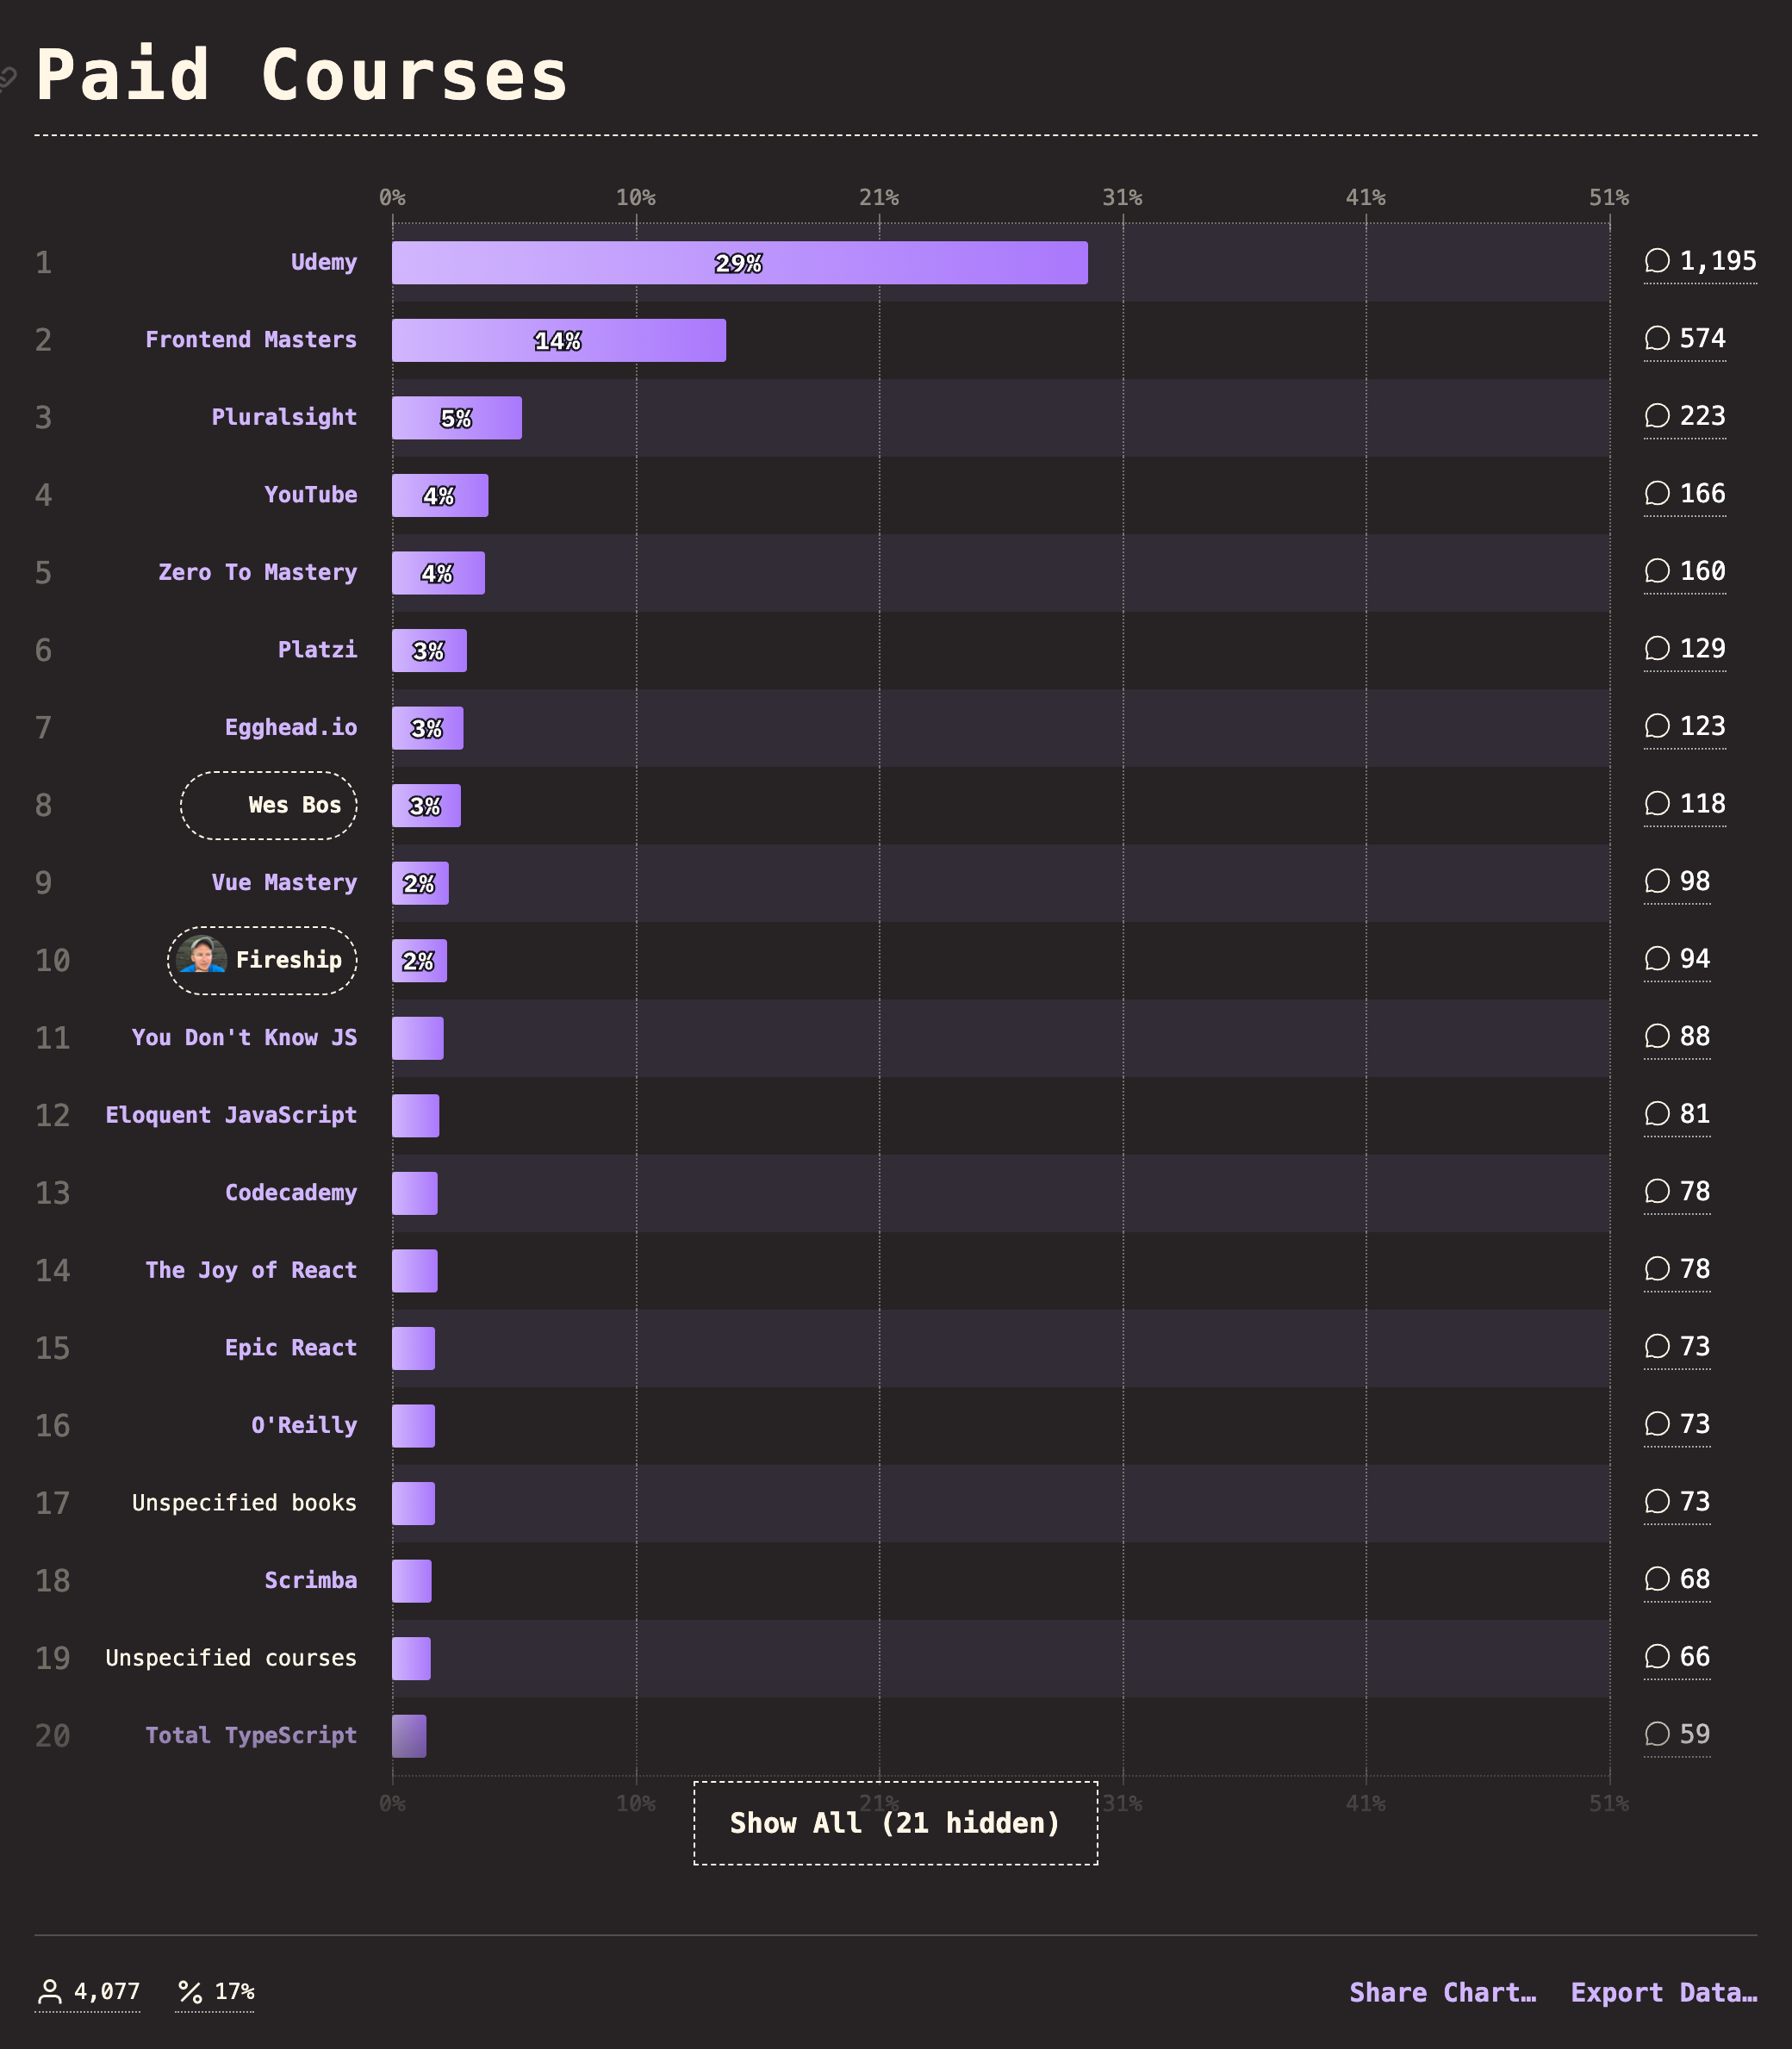 Paid Courses
0% 10% 21% 31% 41% 51%
1 Udemy 29% 1,195
2 Frontend Masters 14% 574
3 Pluralsight 5% 223
4 YouTube 4% 166
5 Zero To Mastery 4% 160
6 Platzi 3% 129
7 Egghead.io 3% 123
8 Wes Bos 3% 118
9 Vue Mastery 2% 98
10 Fireship 2% 94
11 You Don't Know JS 88
12 Eloquent JavaScript 81
13 Codecademy 78
14 The Joy of React 78
15 Epic React 73
16 O'Reilly 73
17 Unspecified books 73
18 Scrimba 68
19 Unspecified courses 66
20 Total TypeScript 59
0% 10% 21% 31% 41% 51%
Show All (21 hidden)
4,077 17% Share Chart… Export Data…